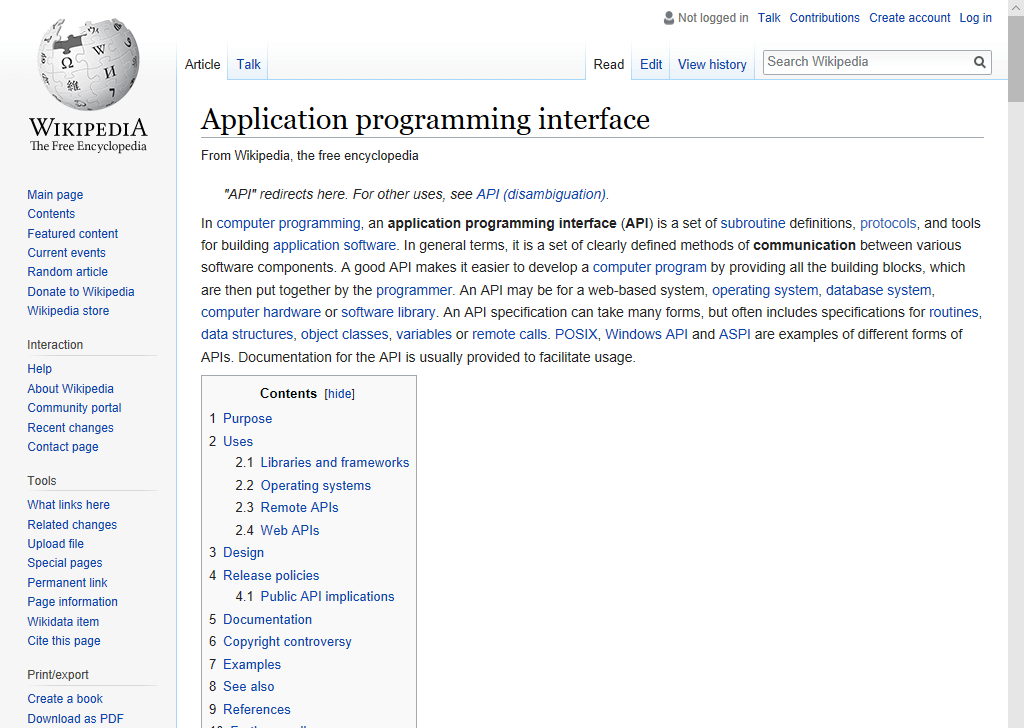 Not logged in Talk Contributions Create account Log in
Article Talk Read Edit View history Search Wikipedia
WIKIPEDIA
The Free Encyclopedia
Main page
Contents
Featured content
Current events
Random article
Donate to Wikipedia
Wikipedia store
Interaction
Help
About Wikipedia
Community portal
Recent changes
Contact page
Tools
What links here
Related changes
Upload file
Special pages
Permanent link
Page information
Wikidata item
Cite this page
Print/export
Create a book
Download as PDF
Application programming interface
From Wikipedia, the free encyclopedia
"API" redirects here. For other uses, see API (disambiguation).
In computer programming, an application programming interface (API) is a set of subroutine definitions, protocols, and tools
for building application software. In general terms, it is a set of clearly defined methods of communication between various
software components. A good API makes it easier to develop a computer program by providing all the building blocks, which
are then put together by the programmer. An API may be for a web-based system, operating system, database system,
computer hardware or software library. An API specification can take many forms, but often includes specifications for routines,
data structures, object classes, variables or remote calls. POSIX, Windows API and ASPI are examples of different forms of
APIs. Documentation for the API is usually provided to facilitate usage.
Contents [hide]
1 Purpose
2 Uses
2.1 Libraries and frameworks
2.2 Operating systems
2.3 Remote APIs
2.4 Web APIs
3 Design
4 Release policies
4.1 Public API implications
5 Documentation
6 Copyright controversy
7 Examples
8 See also
9 References